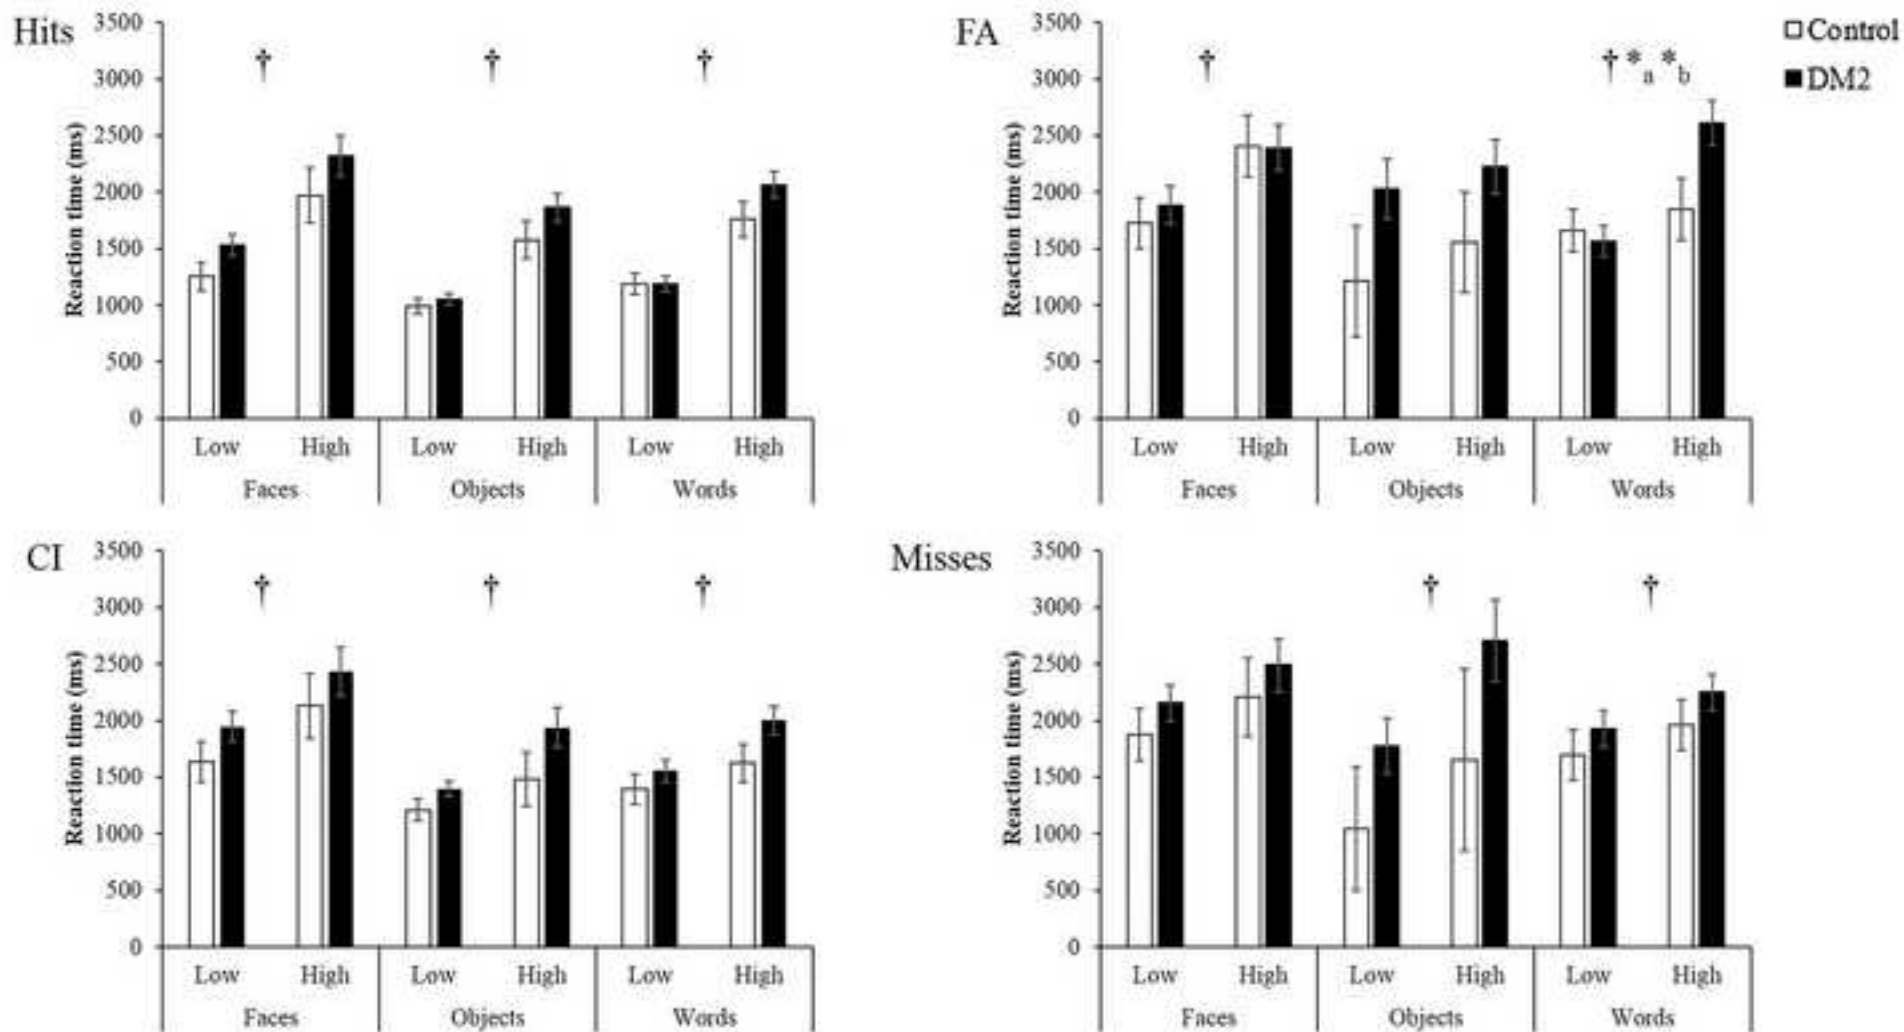 Hits
Reaction time (ms)
3500
3000
2500
2000
1500
1000
500
0
† † †
Low High Low High Low High
Faces Objects Words
FA
Reaction time (ms)
3500
3000
2500
2000
1500
1000
500
0
† † *a *b
Low High Low High Low High
Faces Objects Words
Control
DM2
CI
Reaction time (ms)
3500
3000
2500
2000
1500
1000
500
0
† † †
Low High Low High Low High
Faces Objects Words
Misses
Reaction time (ms)
3500
3000
2500
2000
1500
1000
500
0
† †
Low High Low High Low High
Faces Objects Words